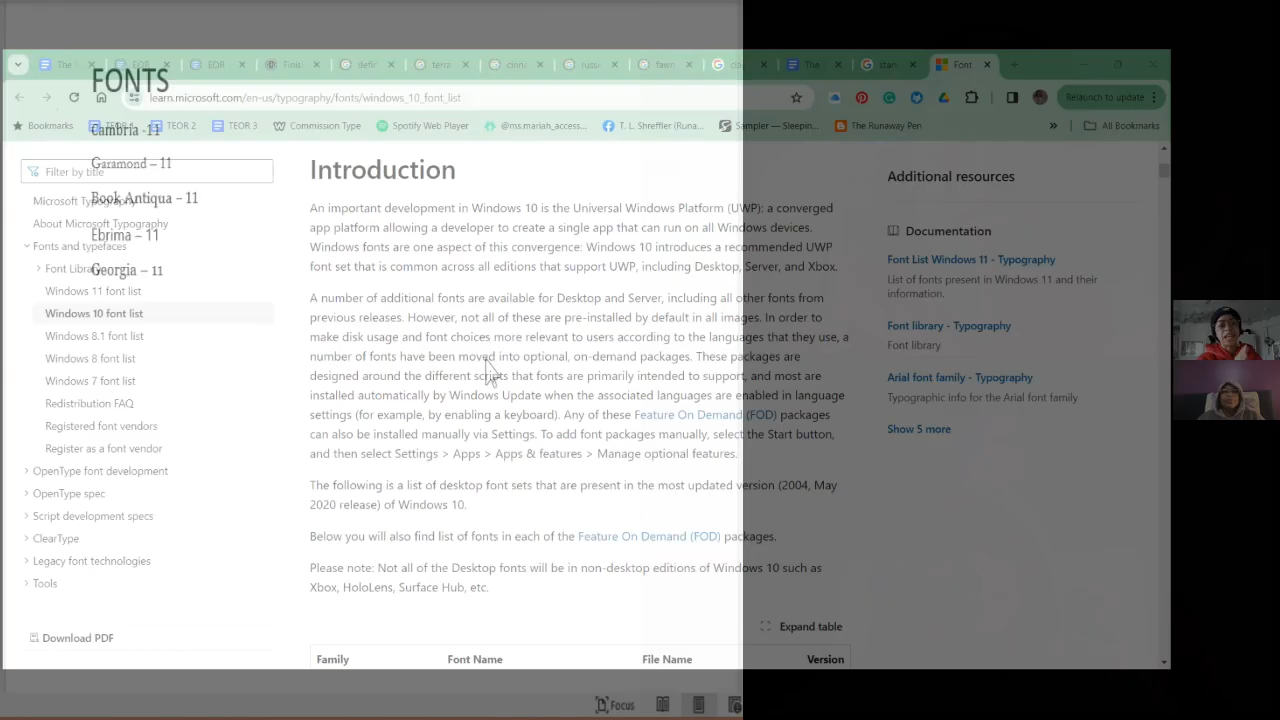 The
EOR
EOR
Finis
defir
terra
cinna
russe
fawn
The
stan
Font
learn.microsoft.com/en-us/typography/fonts/windows_10_font_list
Relaunch to update
Bookmarks
TEOR 2
TEOR 3
Commission Type
Spotify Web Player
@ms.mariah_access...
T. L. Shreffler (Runa...
Sampler — Sleepin...
The Runaway Pen
All Bookmarks
FONTS
Cambria -11
Garamond – 11
Book Antiqua – 11
Ebrima – 11
Georgia – 11
Filter by title
Microsoft Typography
About Microsoft Typography
Fonts and typefaces
Font Library
Windows 11 font list
Windows 10 font list
Windows 8.1 font list
Windows 8 font list
Windows 7 font list
Redistribution FAQ
Registered font vendors
Register as a font vendor
OpenType font development
OpenType spec
Script development specs
ClearType
Legacy font technologies
Tools
Download PDF
Introduction
An important development in Windows 10 is the Universal Windows Platform (UWP): a converged
app platform allowing a developer to create a single app that can run on all Windows devices.
Windows fonts are one aspect of this convergence: Windows 10 introduces a recommended UWP
font set that is common across all editions that support UWP, including Desktop, Server, and Xbox.
A number of additional fonts are available for Desktop and Server, including all other fonts from
previous releases. However, not all of these are pre-installed by default in all images. In order to
make disk usage and font choices more relevant to users according to the languages that they use, a
number of fonts have been moved into optional, on-demand packages. These packages are
designed around the different scripts that fonts are primarily intended to support, and most are
installed automatically by Windows Update when the associated languages are enabled in language
settings (for example, by enabling a keyboard). Any of these Feature On Demand (FOD) packages
can also be installed manually via Settings. To add font packages manually, select the Start button,
and then select Settings > Apps > Apps & features > Manage optional features.
The following is a list of desktop font sets that are present in the most updated version (2004, May
2020 release) of Windows 10.
Below you will also find list of fonts in each of the Feature On Demand (FOD) packages.
Please note: Not all of the Desktop fonts will be in non-desktop editions of Windows 10 such as
Xbox, HoloLens, Surface Hub, etc.
Expand table
Family Font Name File Name Version
Additional resources
Documentation
Font List Windows 11 - Typography
List of fonts present in Windows 11 and their
information.
Font library - Typography
Font library
Arial font family - Typography
Typographic info for the Arial font family
Show 5 more
Focus